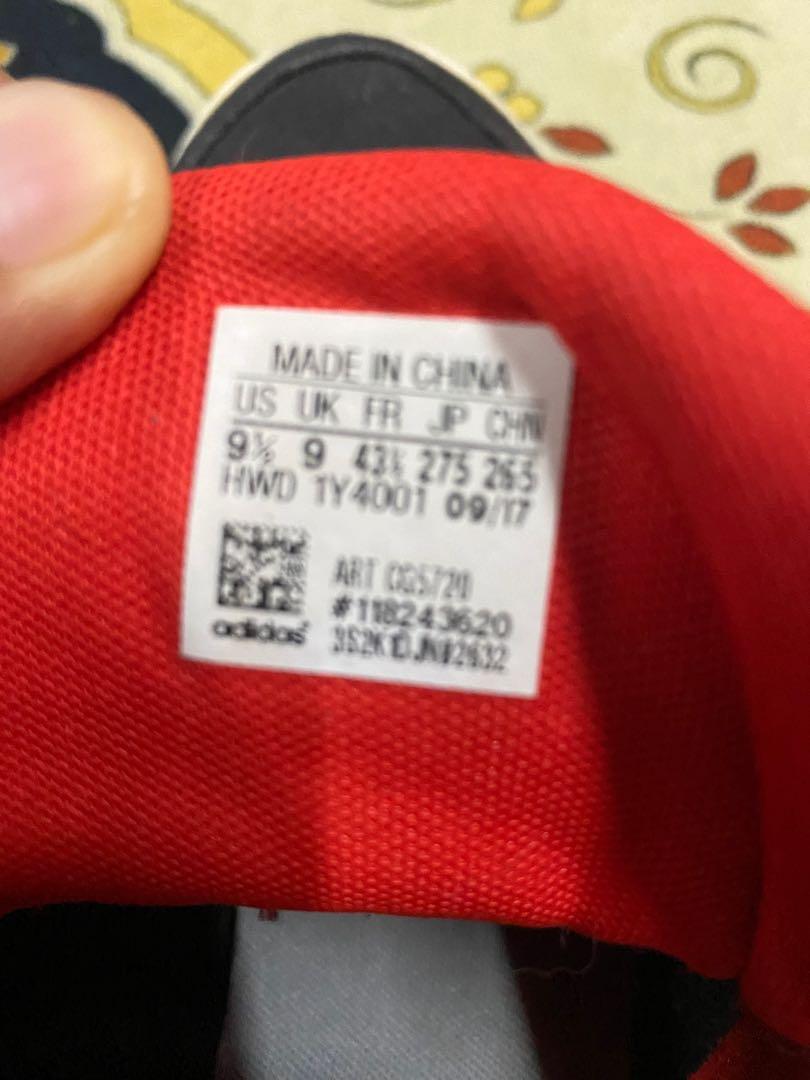 MADE IN CHINA
US UK FR JP CHN
9½ 9 43⅓ 275 265
HWD 1Y4001 09/17
ART CQ5720
#118243620
adidas